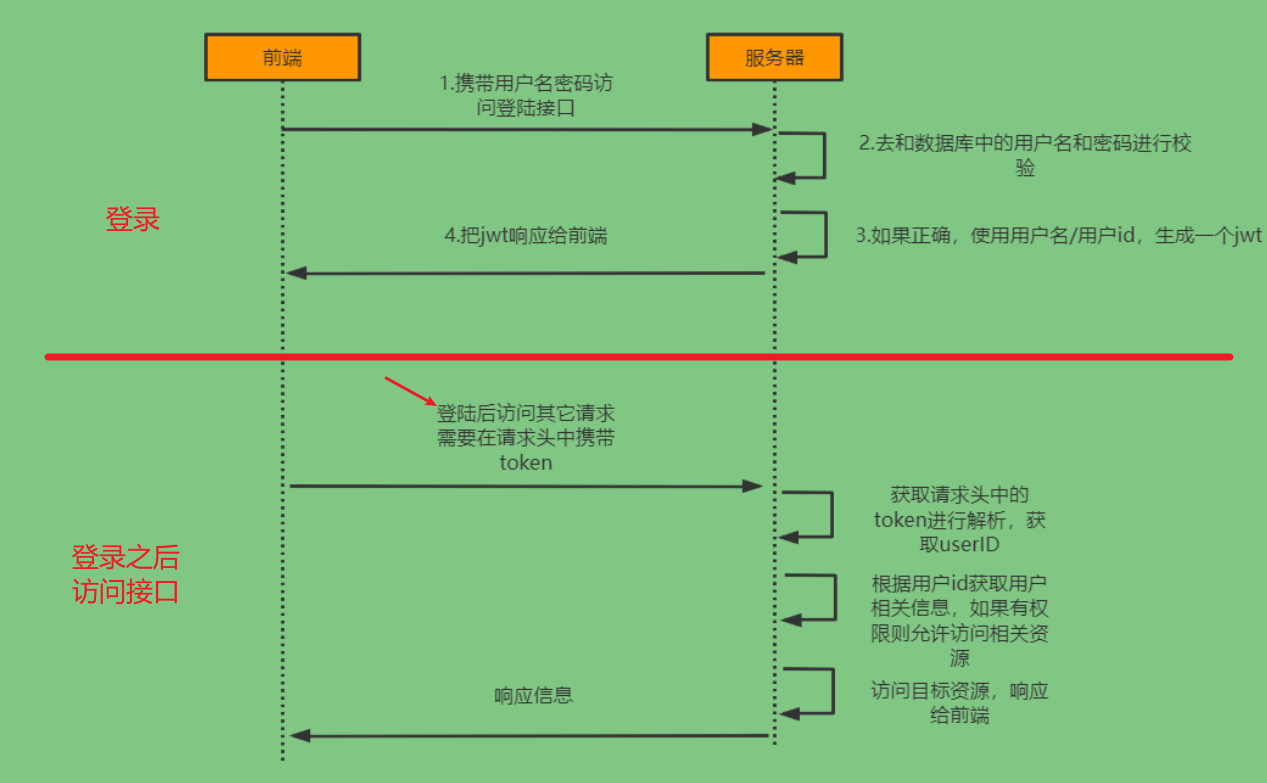 前端
服务器
1.携带用户名密码访
问登陆接口
2.去和数据库中的用户名和密码进行校
验
登录
4.把jwt响应给前端
3.如果正确，使用用户名/用户id，生成一个jwt
登陆后访问其它请求
需要在请求头中携带
token
获取请求头中的
token进行解析，获
取userID
登录之后
访问接口
根据用户id获取用户
相关信息，如果有权
限则允许访问相关资
源
响应信息
访问目标资源，响应
给前端